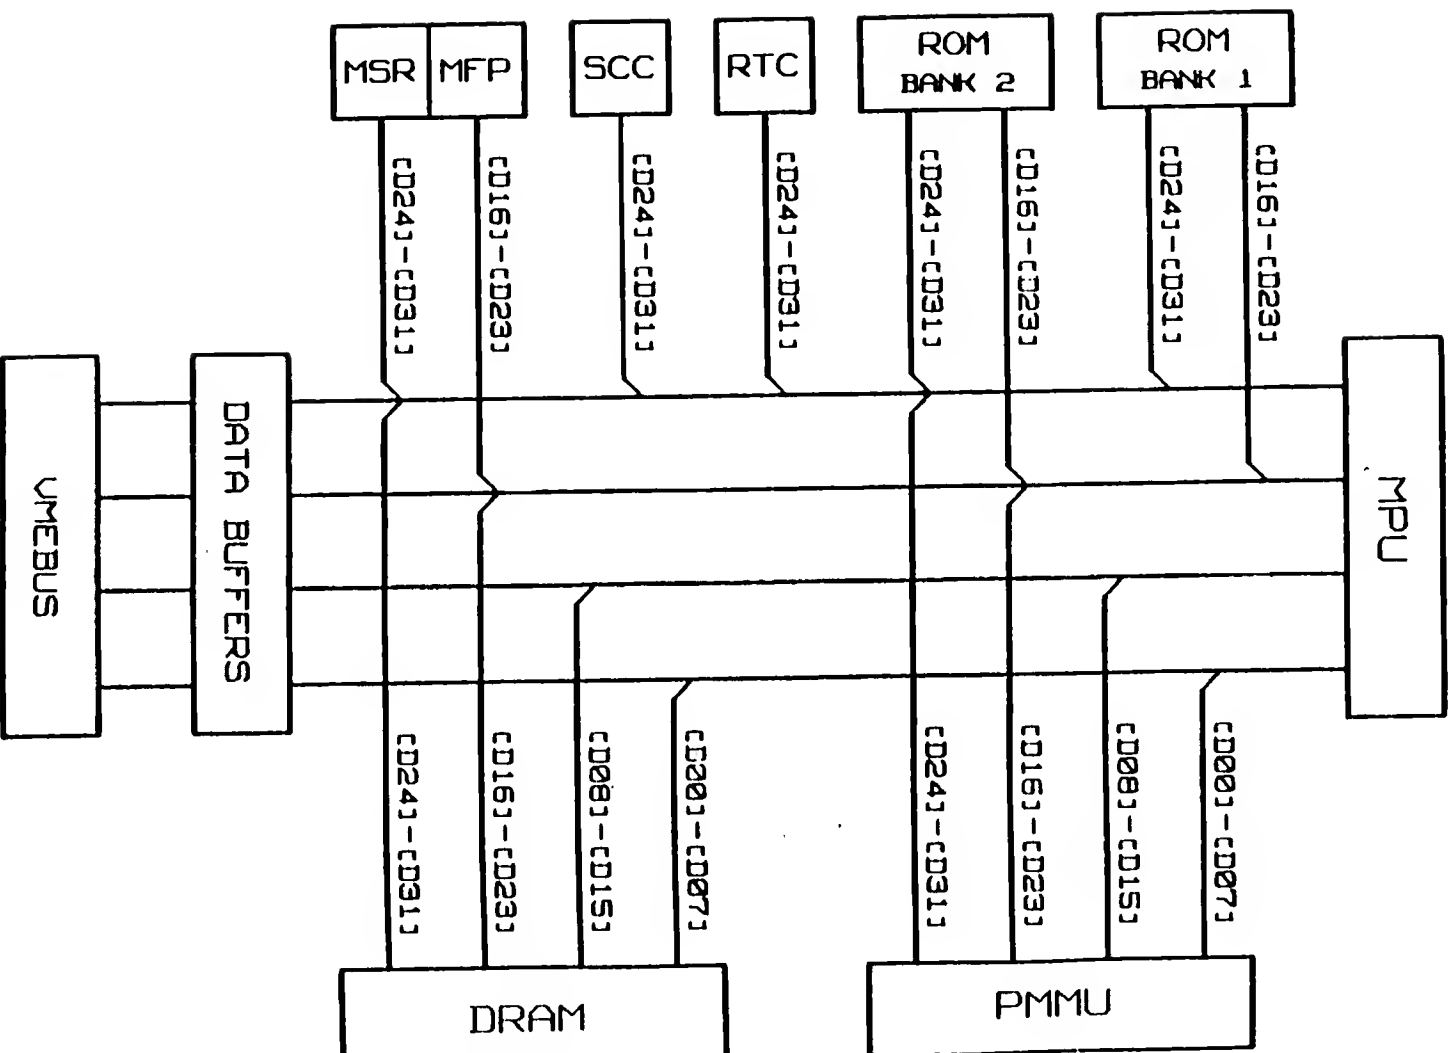 MSR
MFP
SCC
RTC
ROM
BANK 2
ROM
BANK 1
[D24]-[D31]
[D16]-[D23]
[D24]-[D31]
[D24]-[D31]
[D24]-[D31]
[D16]-[D23]
[D24]-[D31]
[D16]-[D23]
VMEBUS
DATA BUFFERS
MPU
[D24]-[D31]
[D16]-[D23]
[D08]-[D15]
[D00]-[D07]
[D24]-[D31]
[D16]-[D23]
[D08]-[D15]
[D00]-[D07]
DRAM
PMMU